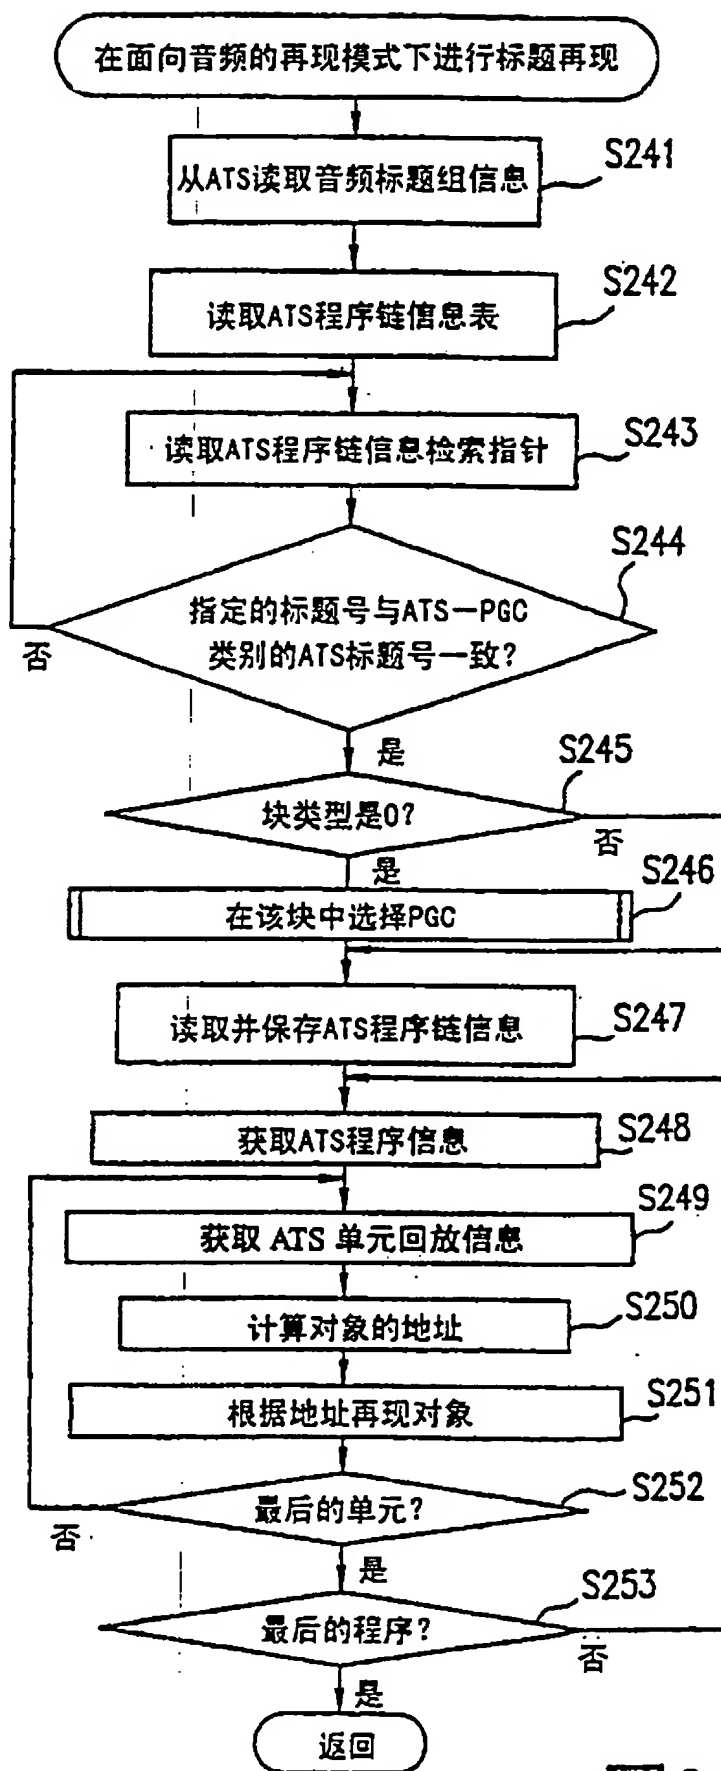 在面向音频的再现模式下进行标题再现
从ATS读取音频标题组信息
S241
读取ATS程序链信息表
S242
读取ATS程序链信息检索指针
S243
S244
指定的标题号与ATS—PGC
类别的ATS标题号一致?
否
是
S245
块类型是0?
否
是
S246
在该块中选择PGC
读取并保存ATS程序链信息
S247
获取ATS程序信息
S248
S249
获取 ATS 单元回放信息
S250
计算对象的地址
S251
根据地址再现对象
S252
最后的单元?
否
是
S253
最后的程序?
否
是
返回